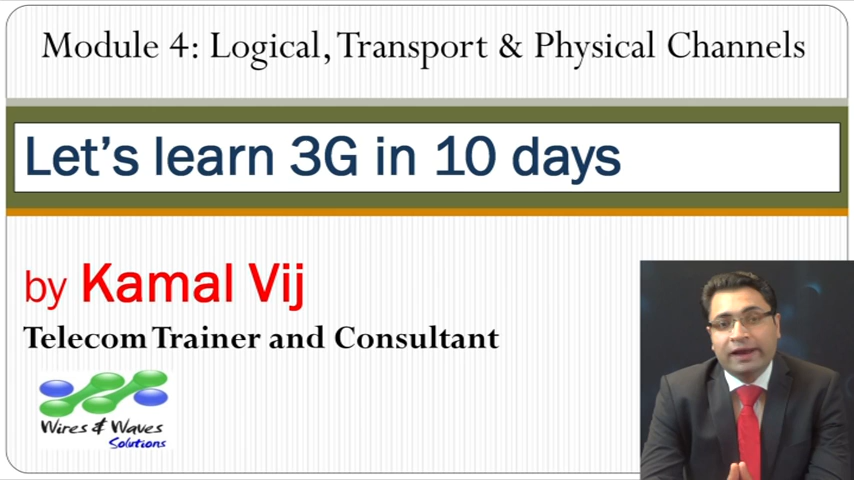 Module 4: Logical, Transport & Physical Channels
Let's learn 3G in 10 days
by Kamal Vij
Telecom Trainer and Consultant
Wires & Waves
Solutions